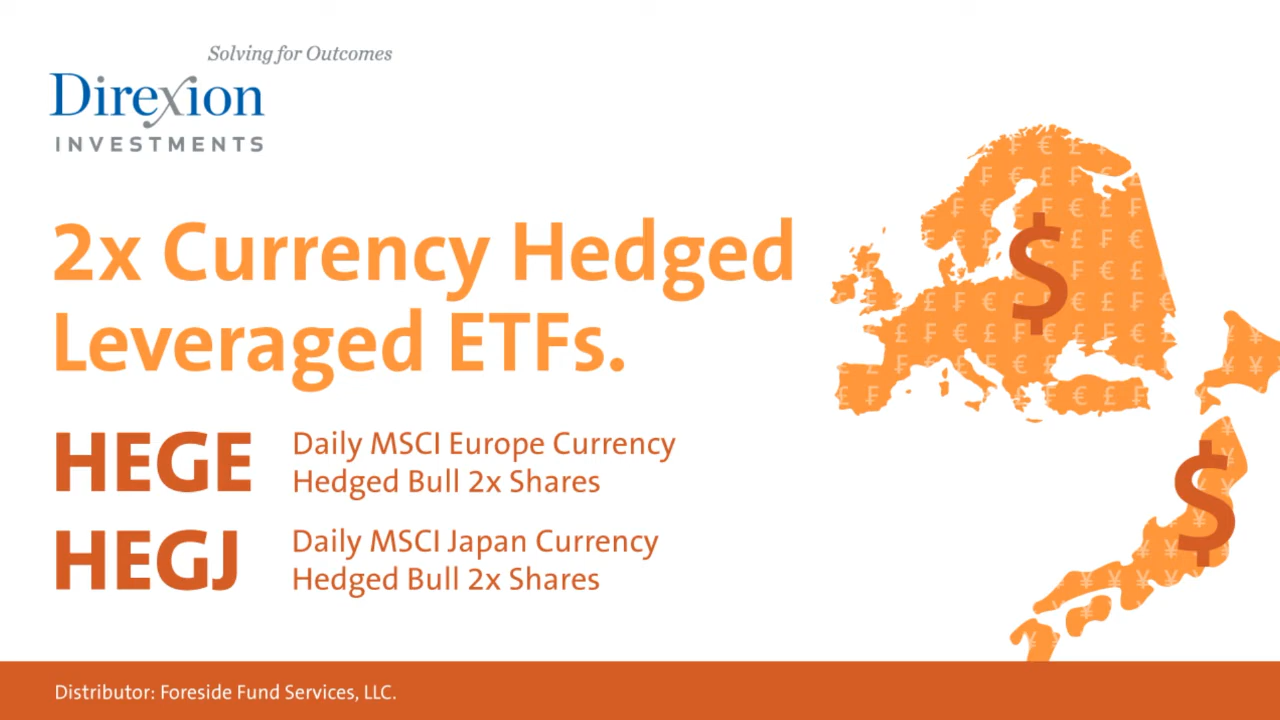 Solving for Outcomes
Direxion
INVESTMENTS
2x Currency Hedged
Leveraged ETFs.
HEGE
Daily MSCI Europe Currency
Hedged Bull 2x Shares
HEGJ
Daily MSCI Japan Currency
Hedged Bull 2x Shares
$
$
Distributor: Foreside Fund Services, LLC.